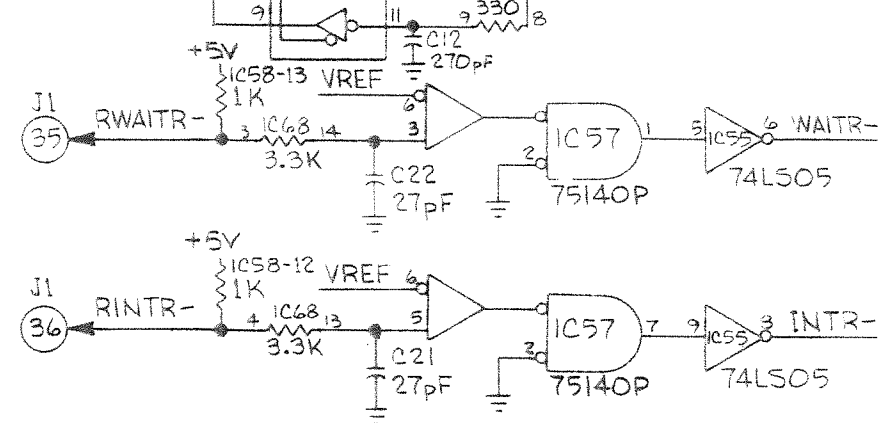 9 11 9 330 8
C12
270pF
+5V
IC58-13
1K
VREF
6
J1
35
RWAITR-
3 IC68 14
3.3K
3
C22
27pF
2
IC57
75140P
1
5 IC55 6
74LS05
WAITR-
+5V
IC58-12
1K
VREF
6
J1
36
RINTR-
4 IC68 13
3.3K
5
C21
27pF
2
IC57
75140P
7
9 IC55 8
74LS05
INTR-